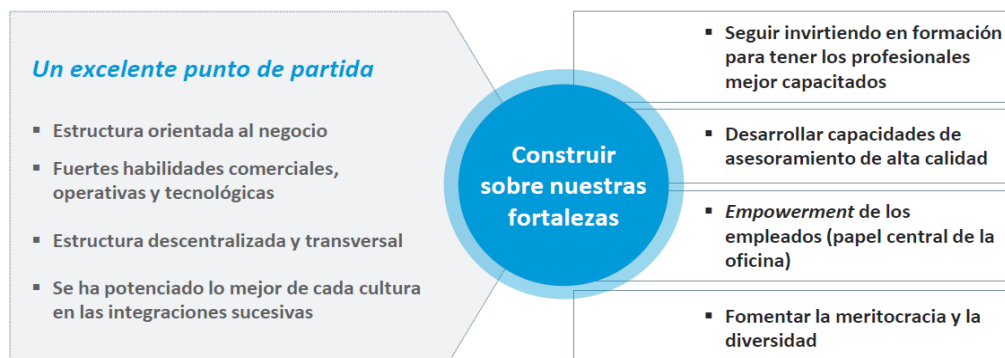 Un excelente punto de partida
▪ Estructura orientada al negocio
▪ Fuertes habilidades comerciales,
operativas y tecnológicas
▪ Estructura descentralizada y transversal
▪ Se ha potenciado lo mejor de cada cultura
en las integraciones sucesivas
Construir
sobre nuestras
fortalezas
▪ Seguir invirtiendo en formación
para tener los profesionales
mejor capacitados
▪ Desarrollar capacidades de
asesoramiento de alta calidad
▪ Empowerment de los
empleados (papel central de la
oficina)
▪ Fomentar la meritocracia y la
diversidad